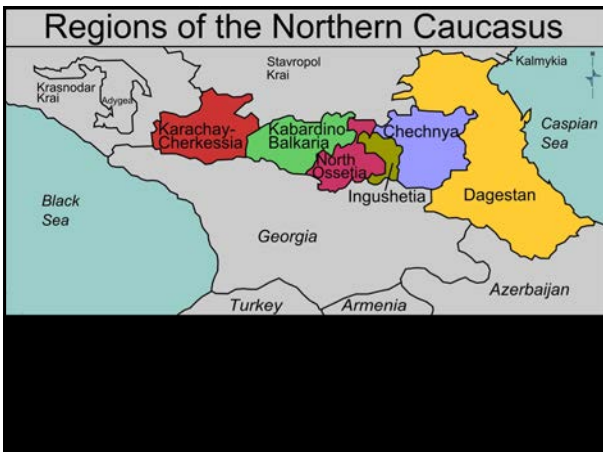 Regions of the Northern Caucasus
Stavropol
Krai
Kalmykia
Krasnodar
Krai
Adygea
Karachay-
Cherkessia
Kabardino
Balkaria
Chechnya
Caspian
Sea
North
Ossetia
Ingushetia
Dagestan
Black
Sea
Georgia
Azerbaijan
Turkey
Armenia